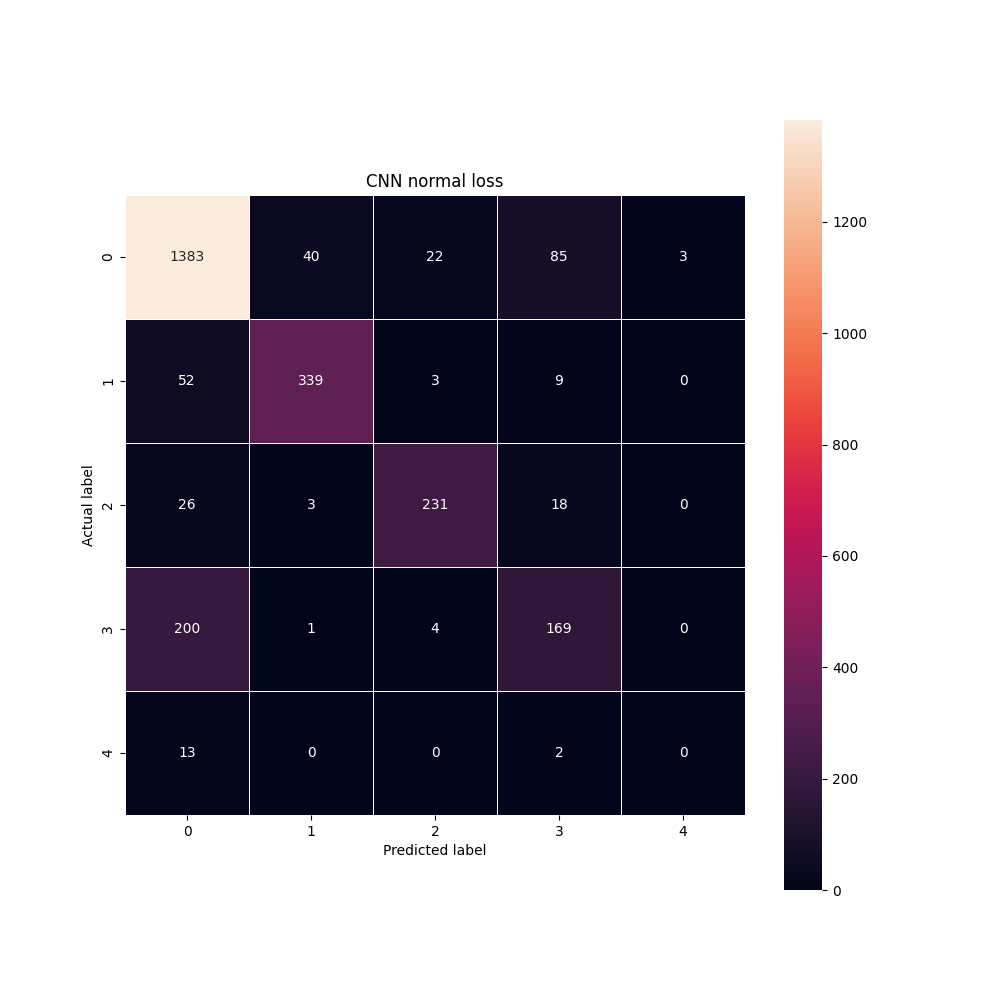 CNN normal loss
0 1383 40 22 85 3
1 52 339 3 9 0
2 26 3 231 18 0
3 200 1 4 169 0
4 13 0 0 2 0
0 1 2 3 4
Predicted label
Actual label
1200
1000
800
600
400
200
0